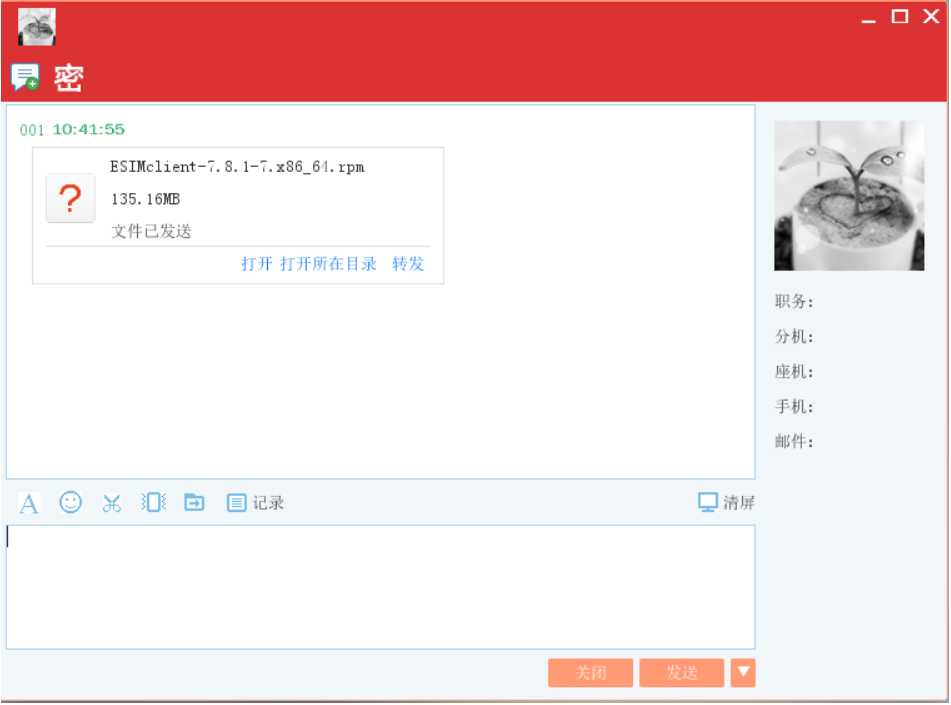 密
001 10:41:55
ESIMclient-7.8.1-7.x86_64.rpm
135.16MB
文件已发送
打开 打开所在目录 转发
职务:
分机:
座机:
手机:
邮件:
A 记录 清屏
关闭 发送